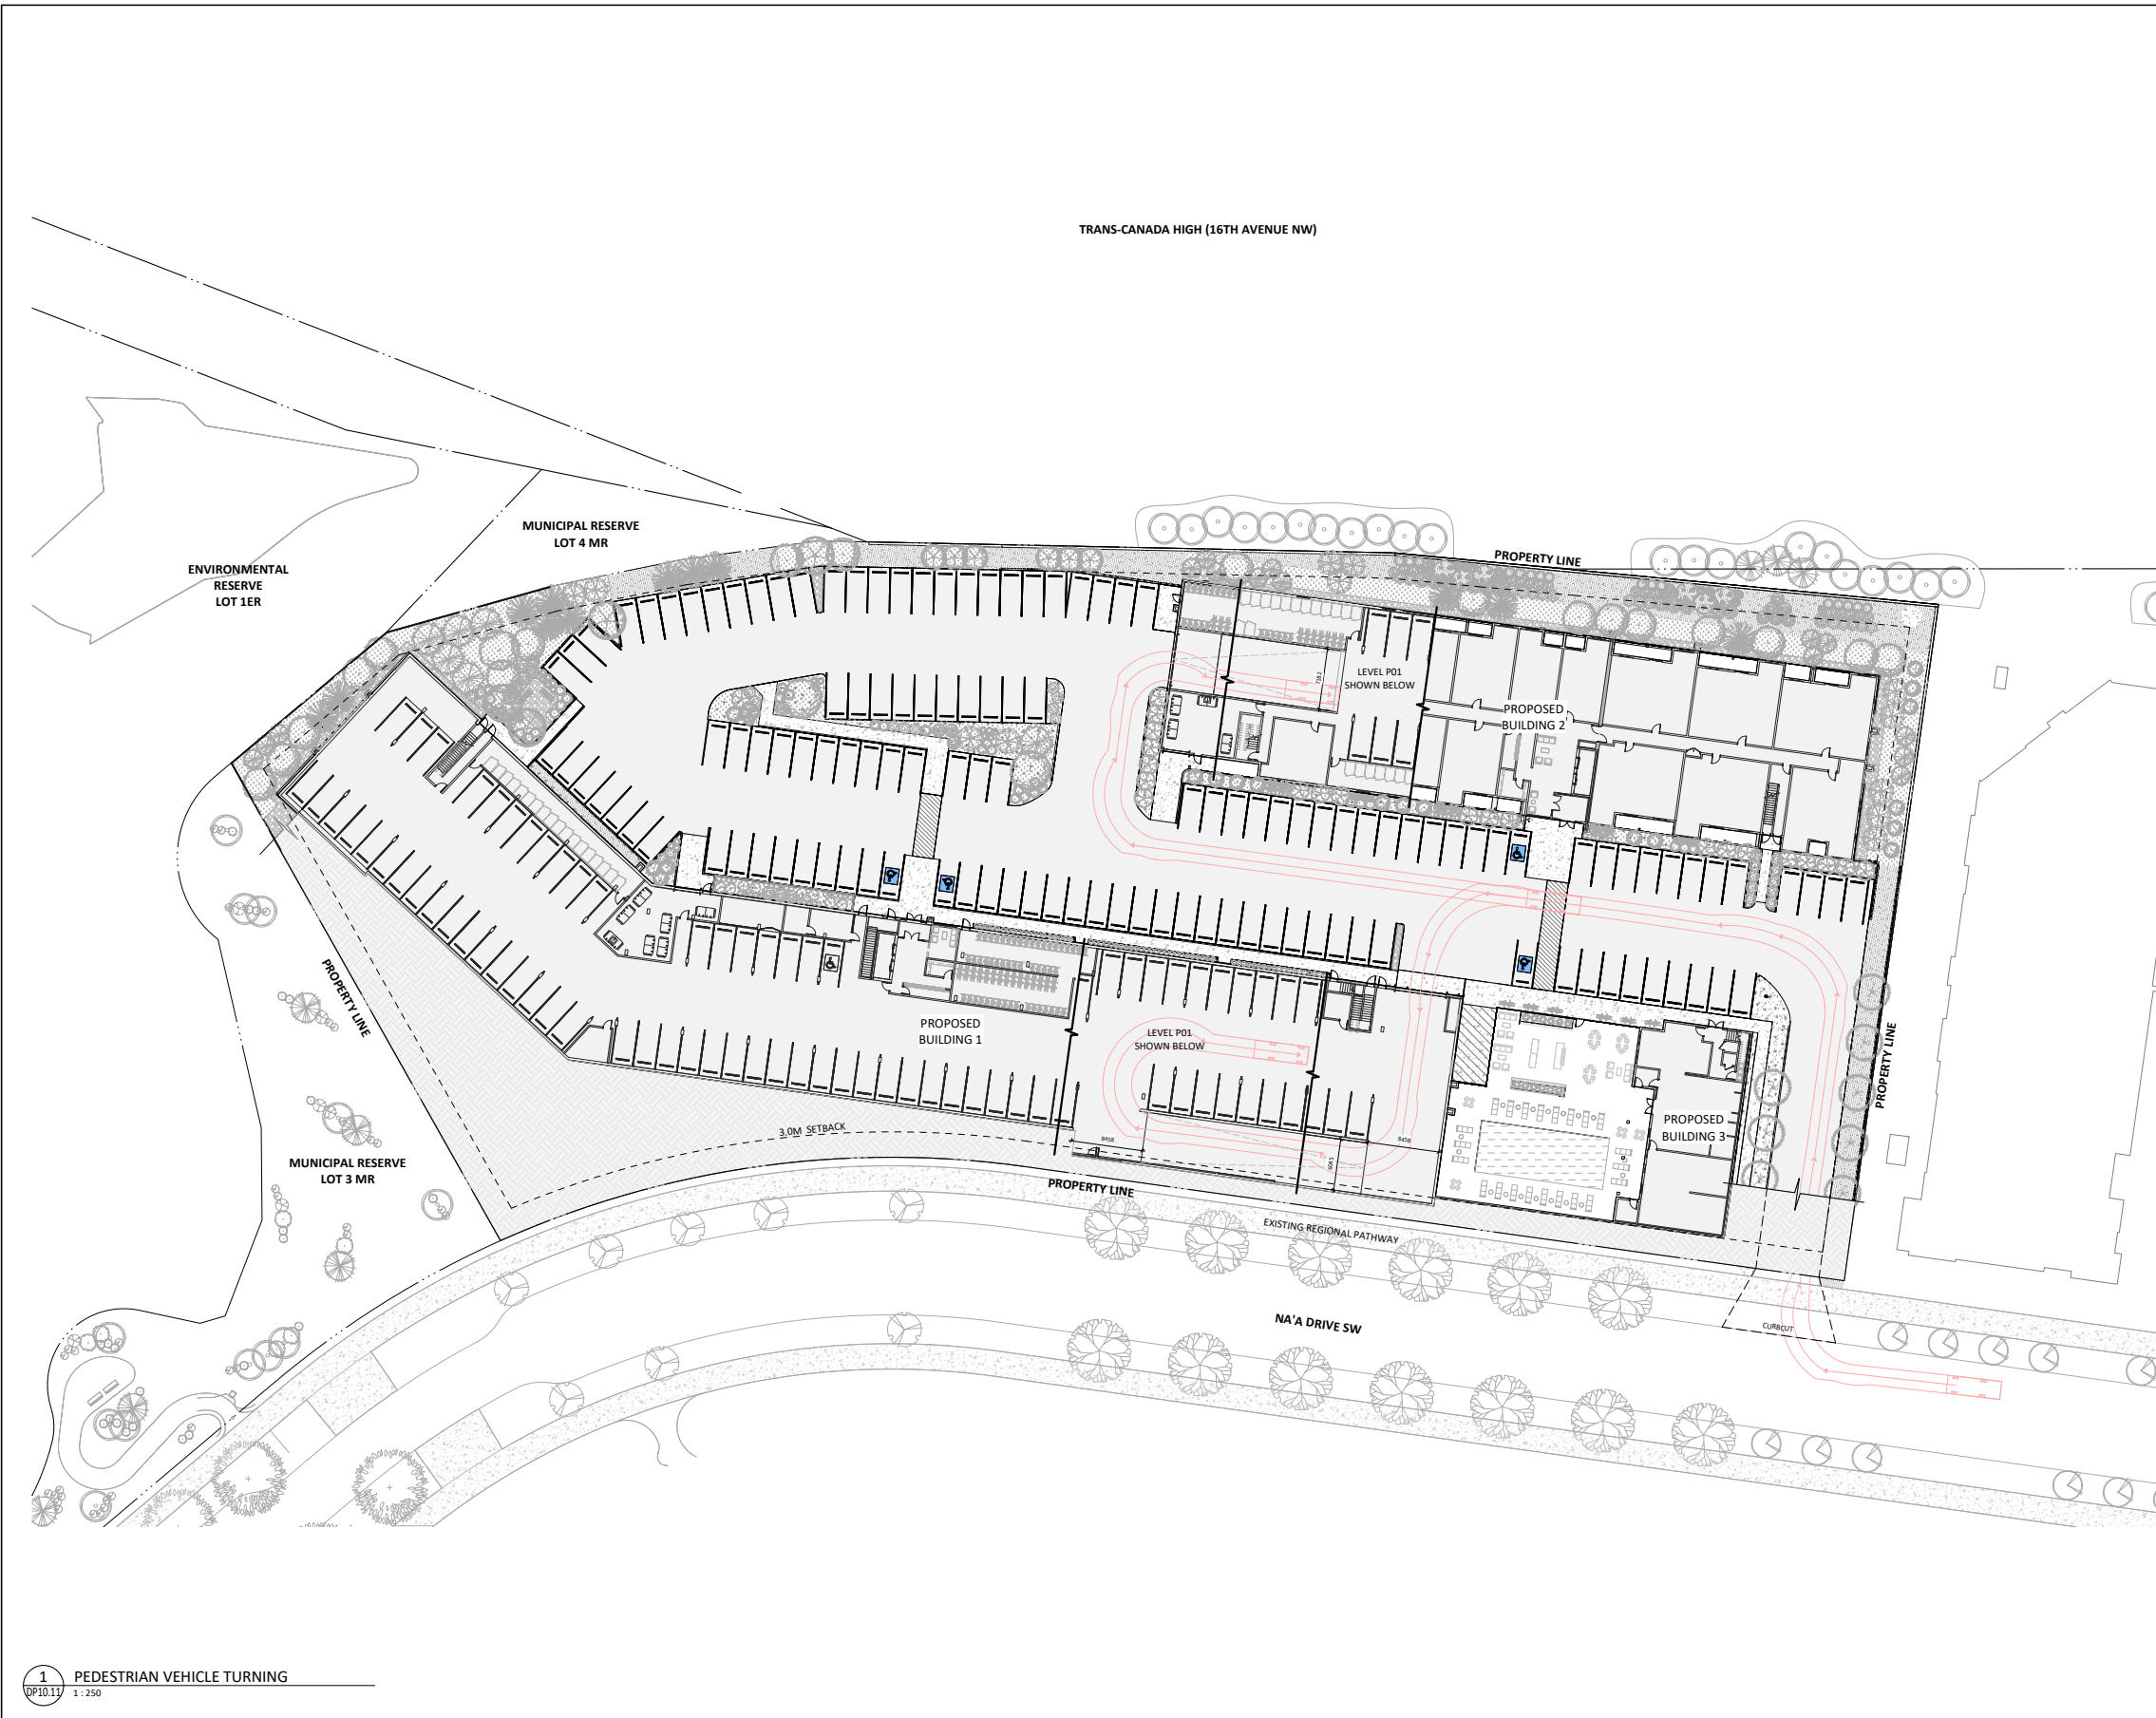 TRANS-CANADA HIGH (16TH AVENUE NW)
MUNICIPAL RESERVE
LOT 4 MR
ENVIRONMENTAL
RESERVE
LOT 1ER
PROPERTY LINE
LEVEL P01
SHOWN BELOW
7182
PROPOSED
BUILDING 2
PROPERTY LINE
PROPOSED
BUILDING 1
LEVEL P01
SHOWN BELOW
PROPERTY LINE
PROPOSED
BUILDING 3
3.0M SETBACK
8458
8458
MUNICIPAL RESERVE
LOT 3 MR
PROPERTY LINE
EXISTING REGIONAL PATHWAY
NA'A DRIVE SW
CURBCUT
1
DP10.11
PEDESTRIAN VEHICLE TURNING
1 : 250